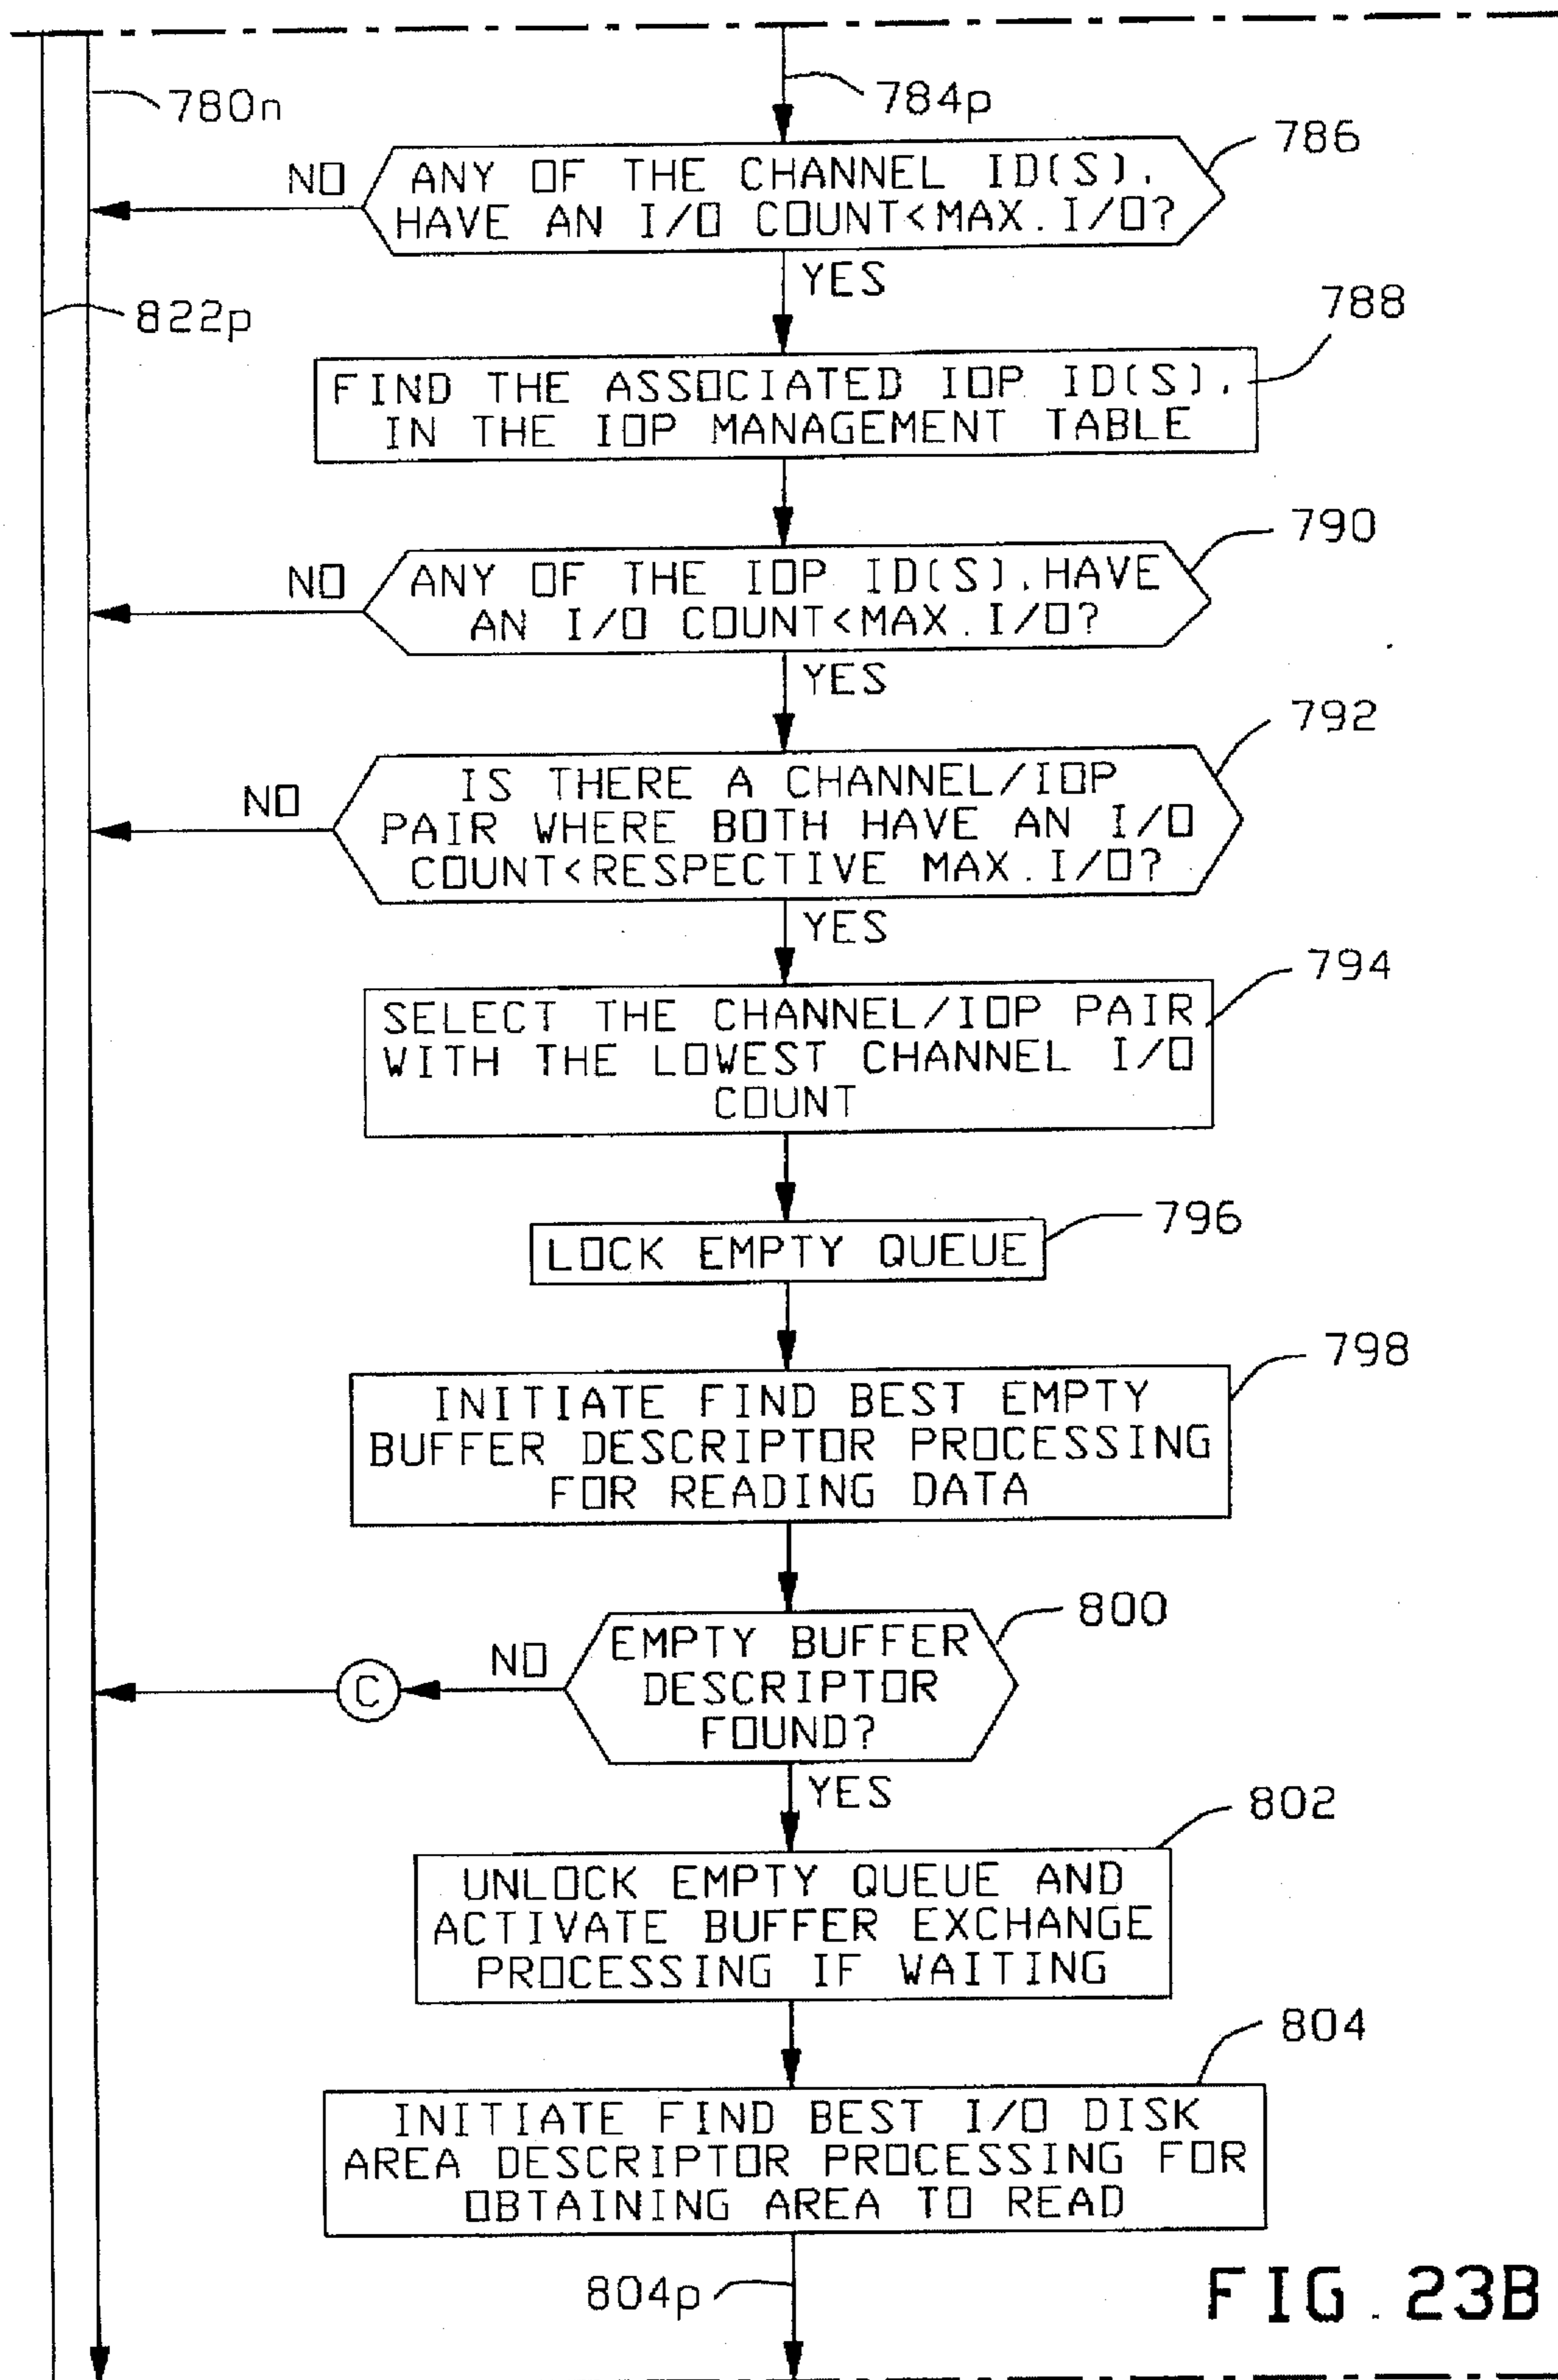 780n
784p
786
NO
ANY OF THE CHANNEL ID(S).
HAVE AN I/O COUNT<MAX.I/O?
YES
822p
788
FIND THE ASSOCIATED IOP ID(S).
IN THE IOP MANAGEMENT TABLE
790
NO
ANY OF THE IOP ID(S).HAVE
AN I/O COUNT<MAX.I/O?
YES
792
NO
IS THERE A CHANNEL/IOP
PAIR WHERE BOTH HAVE AN I/O
COUNT<RESPECTIVE MAX.I/O?
YES
794
SELECT THE CHANNEL/IOP PAIR
WITH THE LOWEST CHANNEL I/O
COUNT
796
LOCK EMPTY QUEUE
798
INITIATE FIND BEST EMPTY
BUFFER DESCRIPTOR PROCESSING
FOR READING DATA
800
NO
C
EMPTY BUFFER
DESCRIPTOR
FOUND?
YES
802
UNLOCK EMPTY QUEUE AND
ACTIVATE BUFFER EXCHANGE
PROCESSING IF WAITING
804
INITIATE FIND BEST I/O DISK
AREA DESCRIPTOR PROCESSING FOR
OBTAINING AREA TO READ
804p
FIG.23B